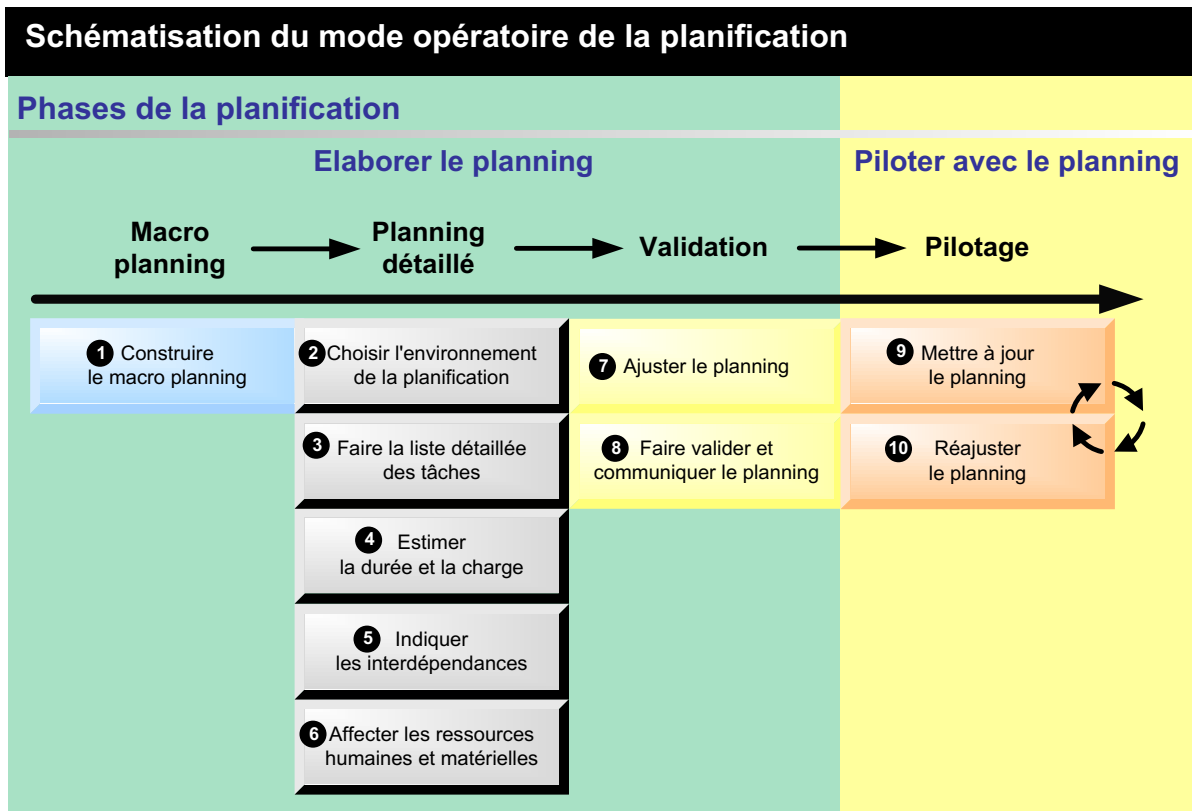 Schématisation du mode opératoire de la planification
Phases de la planification
Elaborer le planning
Piloter avec le planning
Macro
planning
Planning
détaillé
Validation
Pilotage
1 Construire
le macro planning
2 Choisir l'environnement
de la planification
3 Faire la liste détaillée
des tâches
4 Estimer
la durée et la charge
5 Indiquer
les interdépendances
6 Affecter les ressources
humaines et matérielles
7 Ajuster le planning
8 Faire valider et
communiquer le planning
9 Mettre à jour
le planning
10 Réajuster
le planning